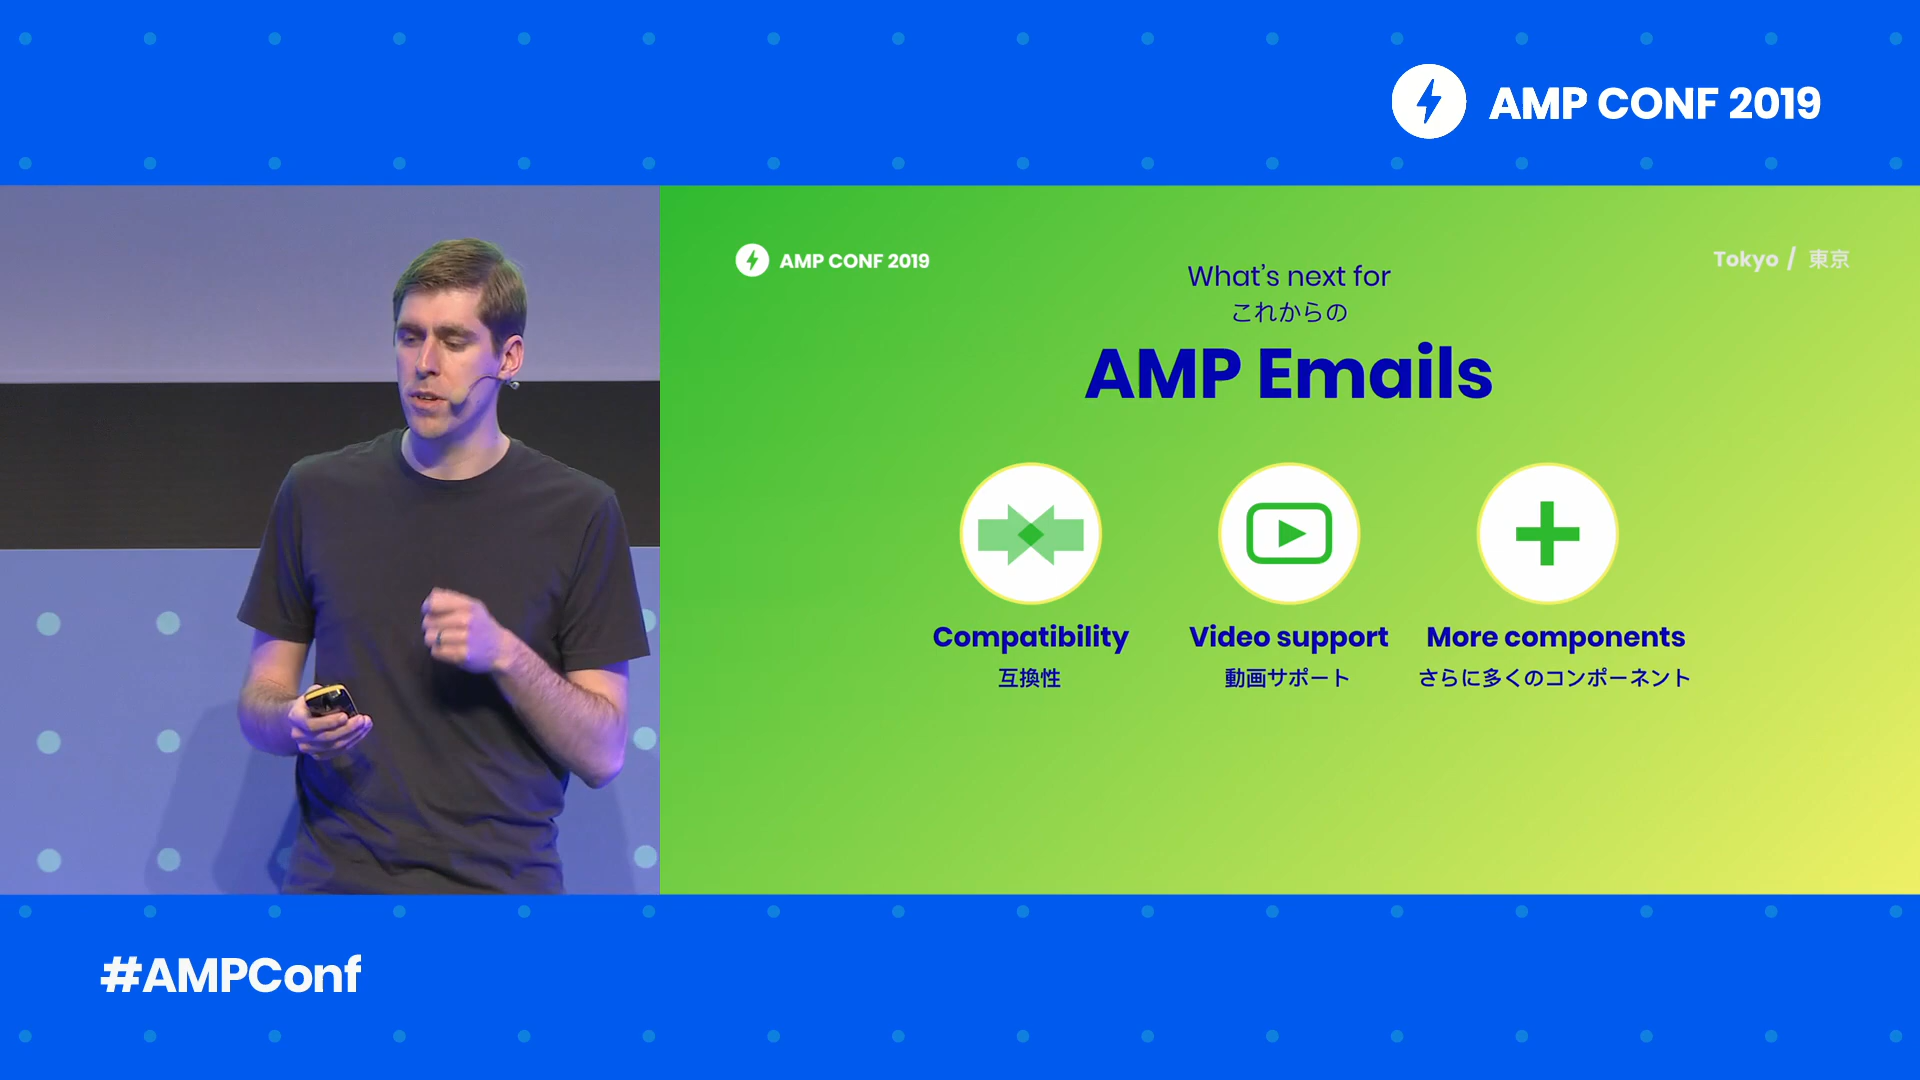 AMP CONF 2019
AMP CONF 2019
Tokyo / 東京
What's next for
これからの
AMP Emails
Compatibility
互換性
Video support
動画サポート
More components
さらに多くのコンポーネント
#AMPConf